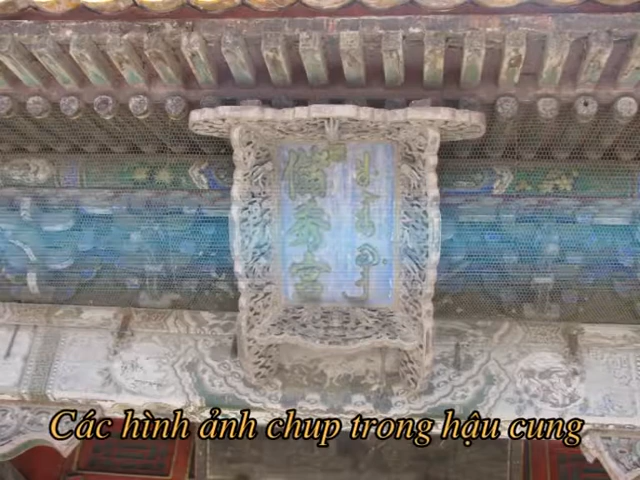 儲秀宮
Các hình ảnh chup trong hậu cung